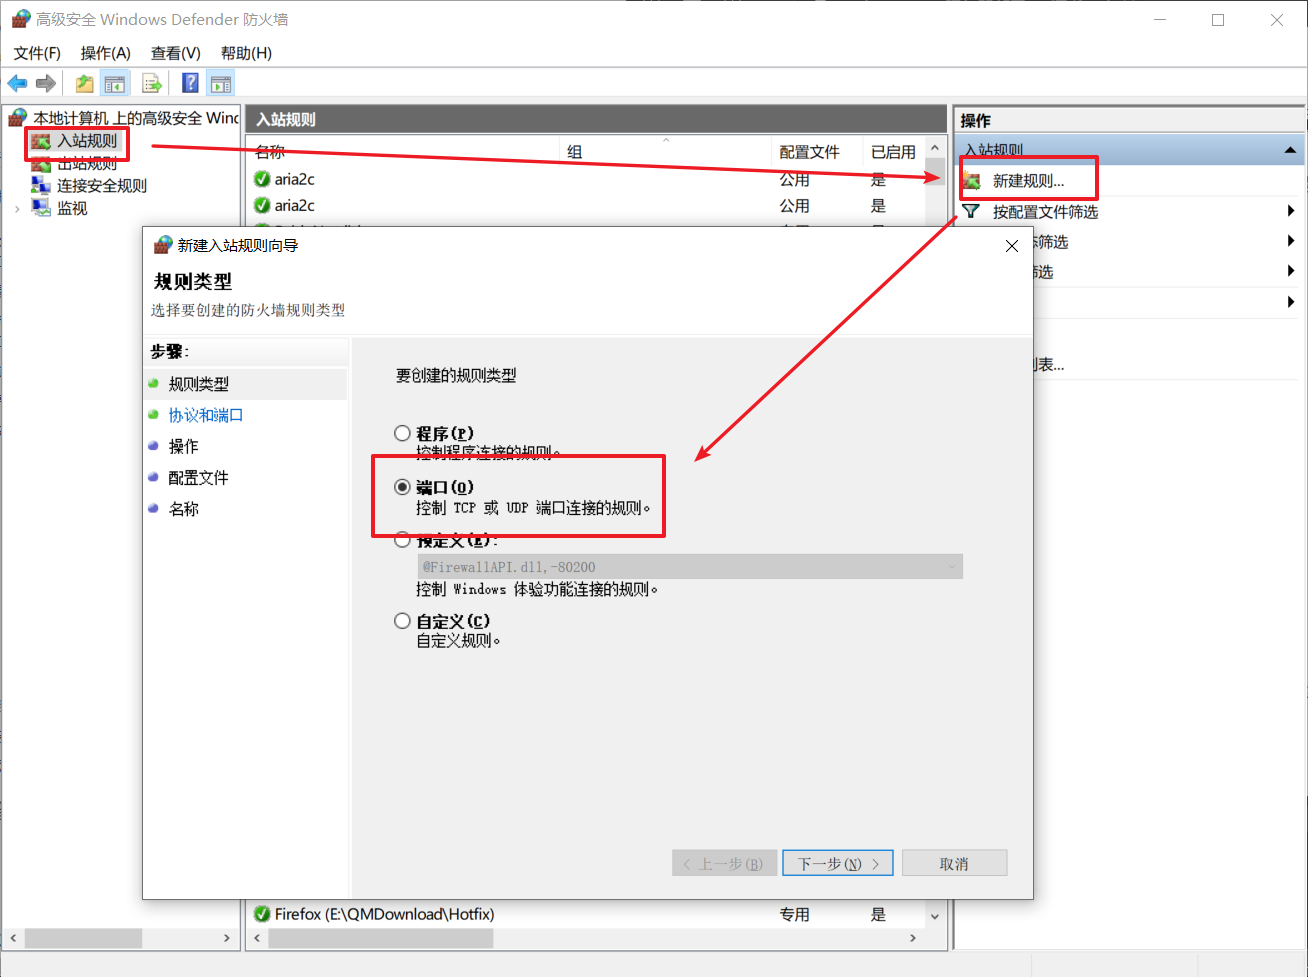 高级安全 Windows Defender 防火墙
文件(F) 操作(A) 查看(V) 帮助(H)
本地计算机 上的高级安全 Wind
入站规则
出站规则
连接安全规则
监视
入站规则
名称 组 配置文件 已启用
aria2c 公用 是
aria2c 公用 是
操作
入站规则
新建规则...
按配置文件筛选
筛选
选
表...
新建入站规则向导
规则类型
选择要创建的防火墙规则类型
步骤:
规则类型
协议和端口
操作
配置文件
名称
要创建的规则类型
程序(P)
控制程序连接的规则。
端口(O)
控制 TCP 或 UDP 端口连接的规则。
预定义(E):
@FirewallAPI.dll,-80200
控制 Windows 体验功能连接的规则。
自定义(C)
自定义规则。
< 上一步(B) 下一步(N) > 取消
Firefox (E:\QMDownload\Hotfix) 专用 是